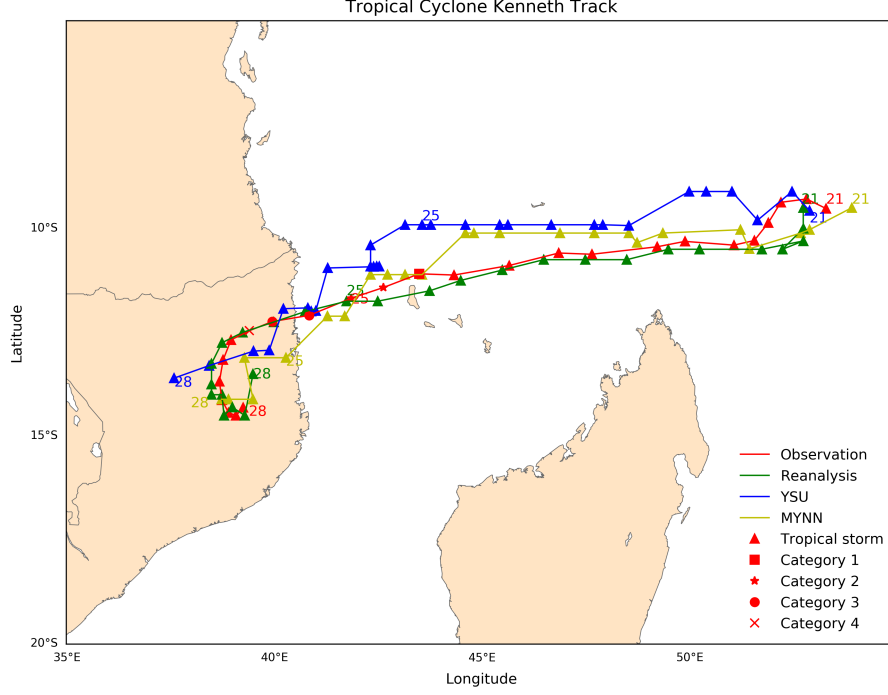 Tropical Cyclone Kenneth Track
21
21
21
21
25
10°S
25
25
25
28
28
28
28
15°S
20°S
Latitude
35°E
40°E
45°E
50°E
Longitude
Observation
Reanalysis
YSU
MYNN
Tropical storm
Category 1
Category 2
Category 3
Category 4